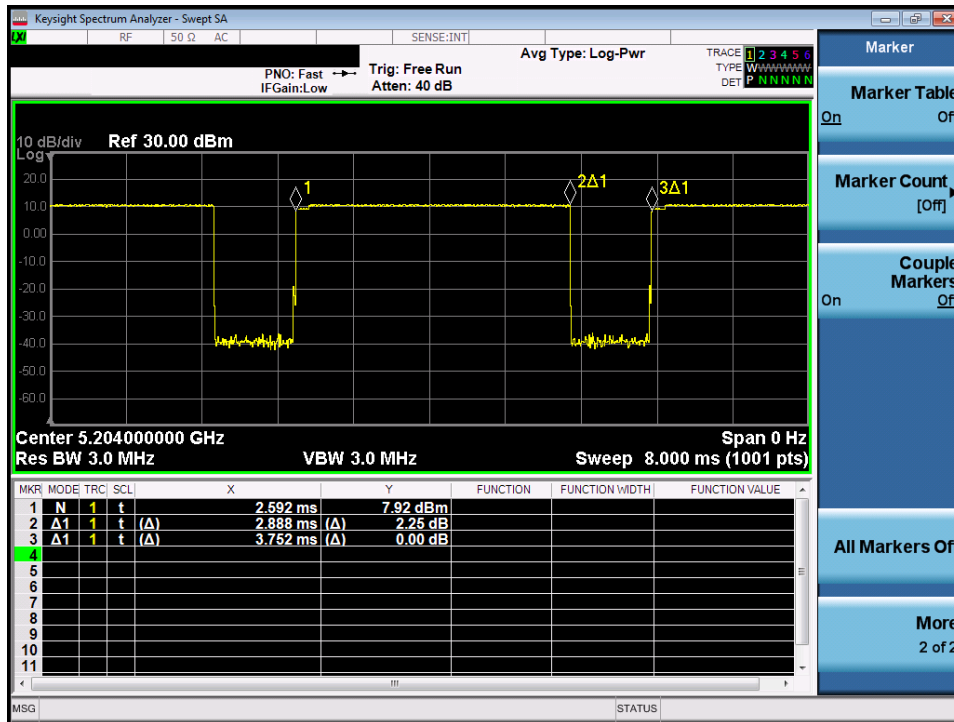 Keysight Spectrum Analyzer - Swept SA
LXI RF 50 Ω AC SENSE:INT
Avg Type: Log-Pwr
TRACE 1 2 3 4 5 6
PNO: Fast Trig: Free Run TYPE W W W W W W
IFGain:Low Atten: 40 dB DET P N N N N N
10 dB/div Ref 30.00 dBm
Log
20.0
10.0
0.00
-10.0
-20.0
-30.0
-40.0
-50.0
-60.0
1
2Δ1
3Δ1
Center 5.204000000 GHz Span 0 Hz
Res BW 3.0 MHz VBW 3.0 MHz Sweep 8.000 ms (1001 pts)
MKR MODE TRC SCL X Y FUNCTION FUNCTION WIDTH FUNCTION VALUE
1 N 1 t 2.592 ms 7.92 dBm
2 Δ1 1 t (Δ) 2.888 ms (Δ) 2.25 dB
3 Δ1 1 t (Δ) 3.752 ms (Δ) 0.00 dB
4
5
6
7
8
9
10
11
MSG STATUS
Marker
Marker Table
On Of
Marker Count
[Off]
Couple
Markers
On Off
All Markers Of
More
2 of 2